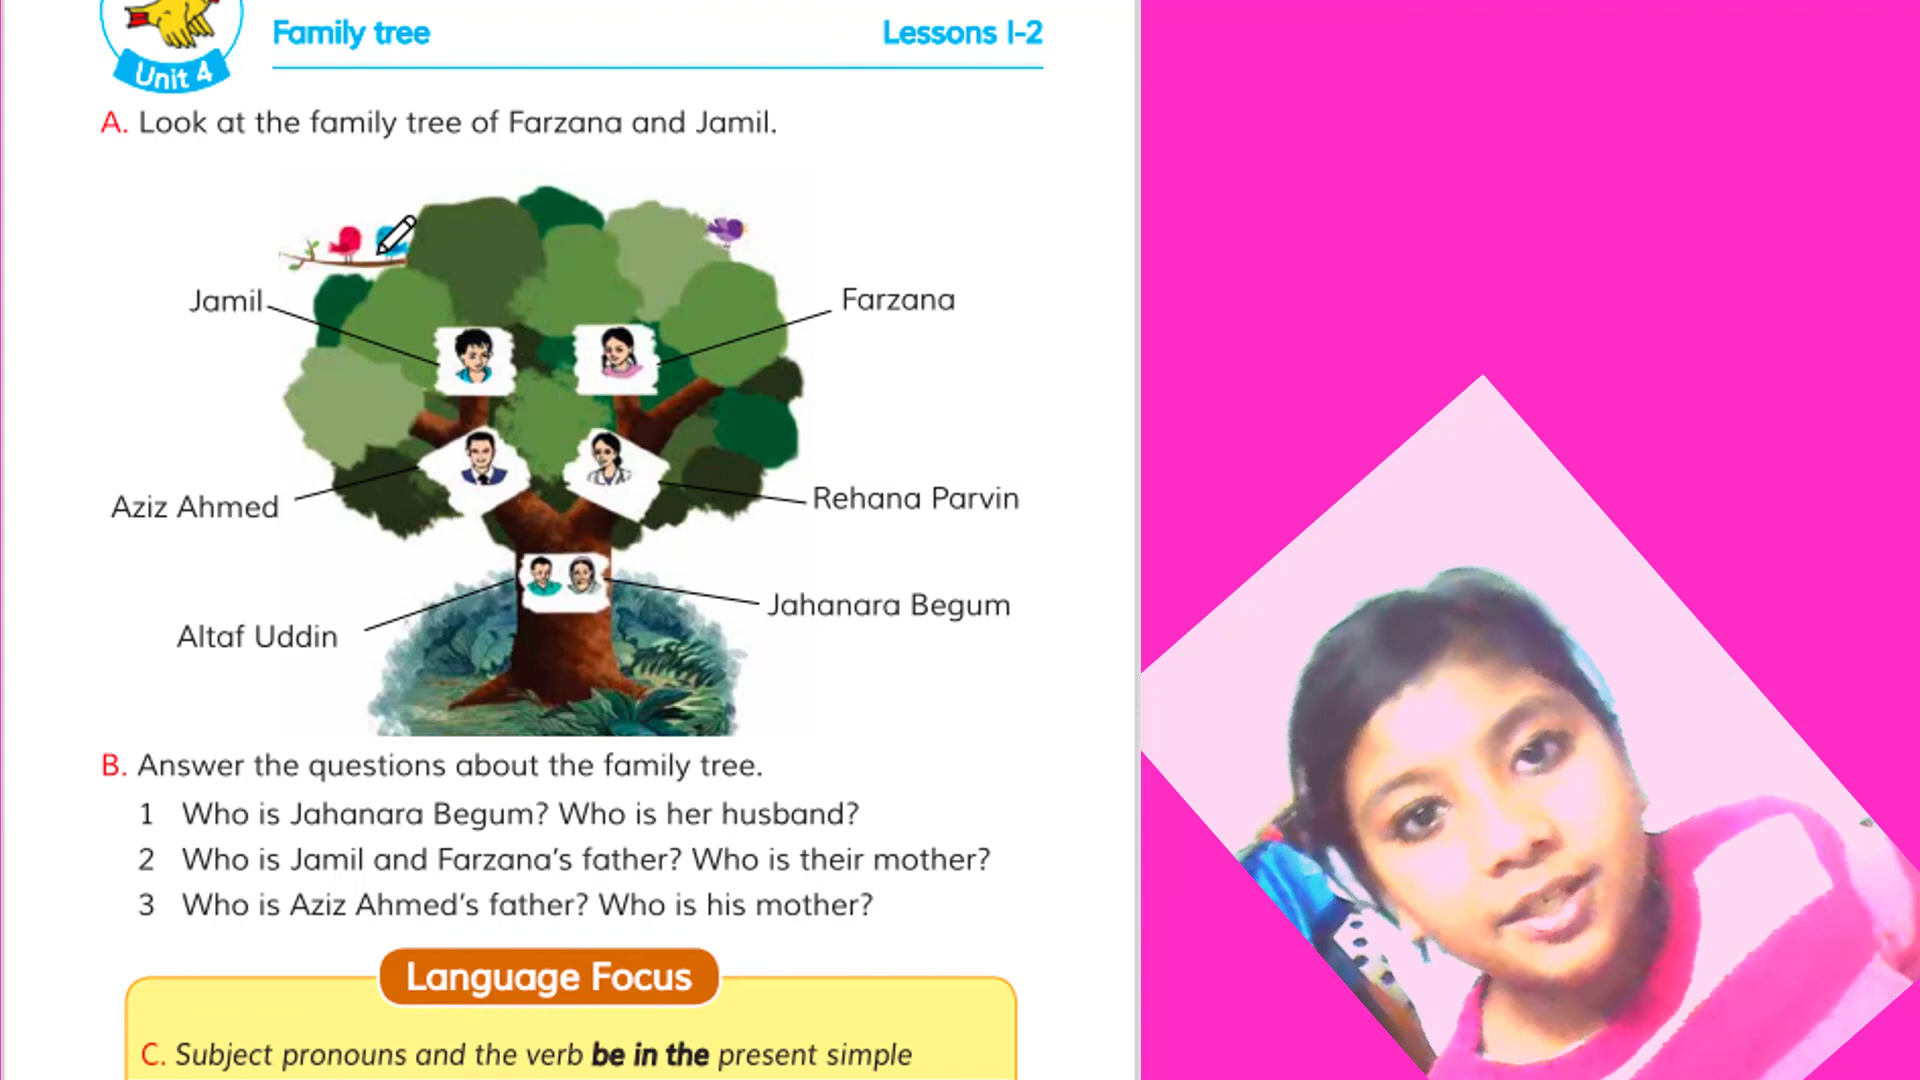 Unit 4
Family tree
Lessons 1-2
A. Look at the family tree of Farzana and Jamil.
Jamil
Farzana
Aziz Ahmed
Rehana Parvin
Altaf Uddin
Jahanara Begum
B. Answer the questions about the family tree.
1 Who is Jahanara Begum? Who is her husband?
2 Who is Jamil and Farzana's father? Who is their mother?
3 Who is Aziz Ahmed's father? Who is his mother?
Language Focus
C. Subject pronouns and the verb be in the present simple